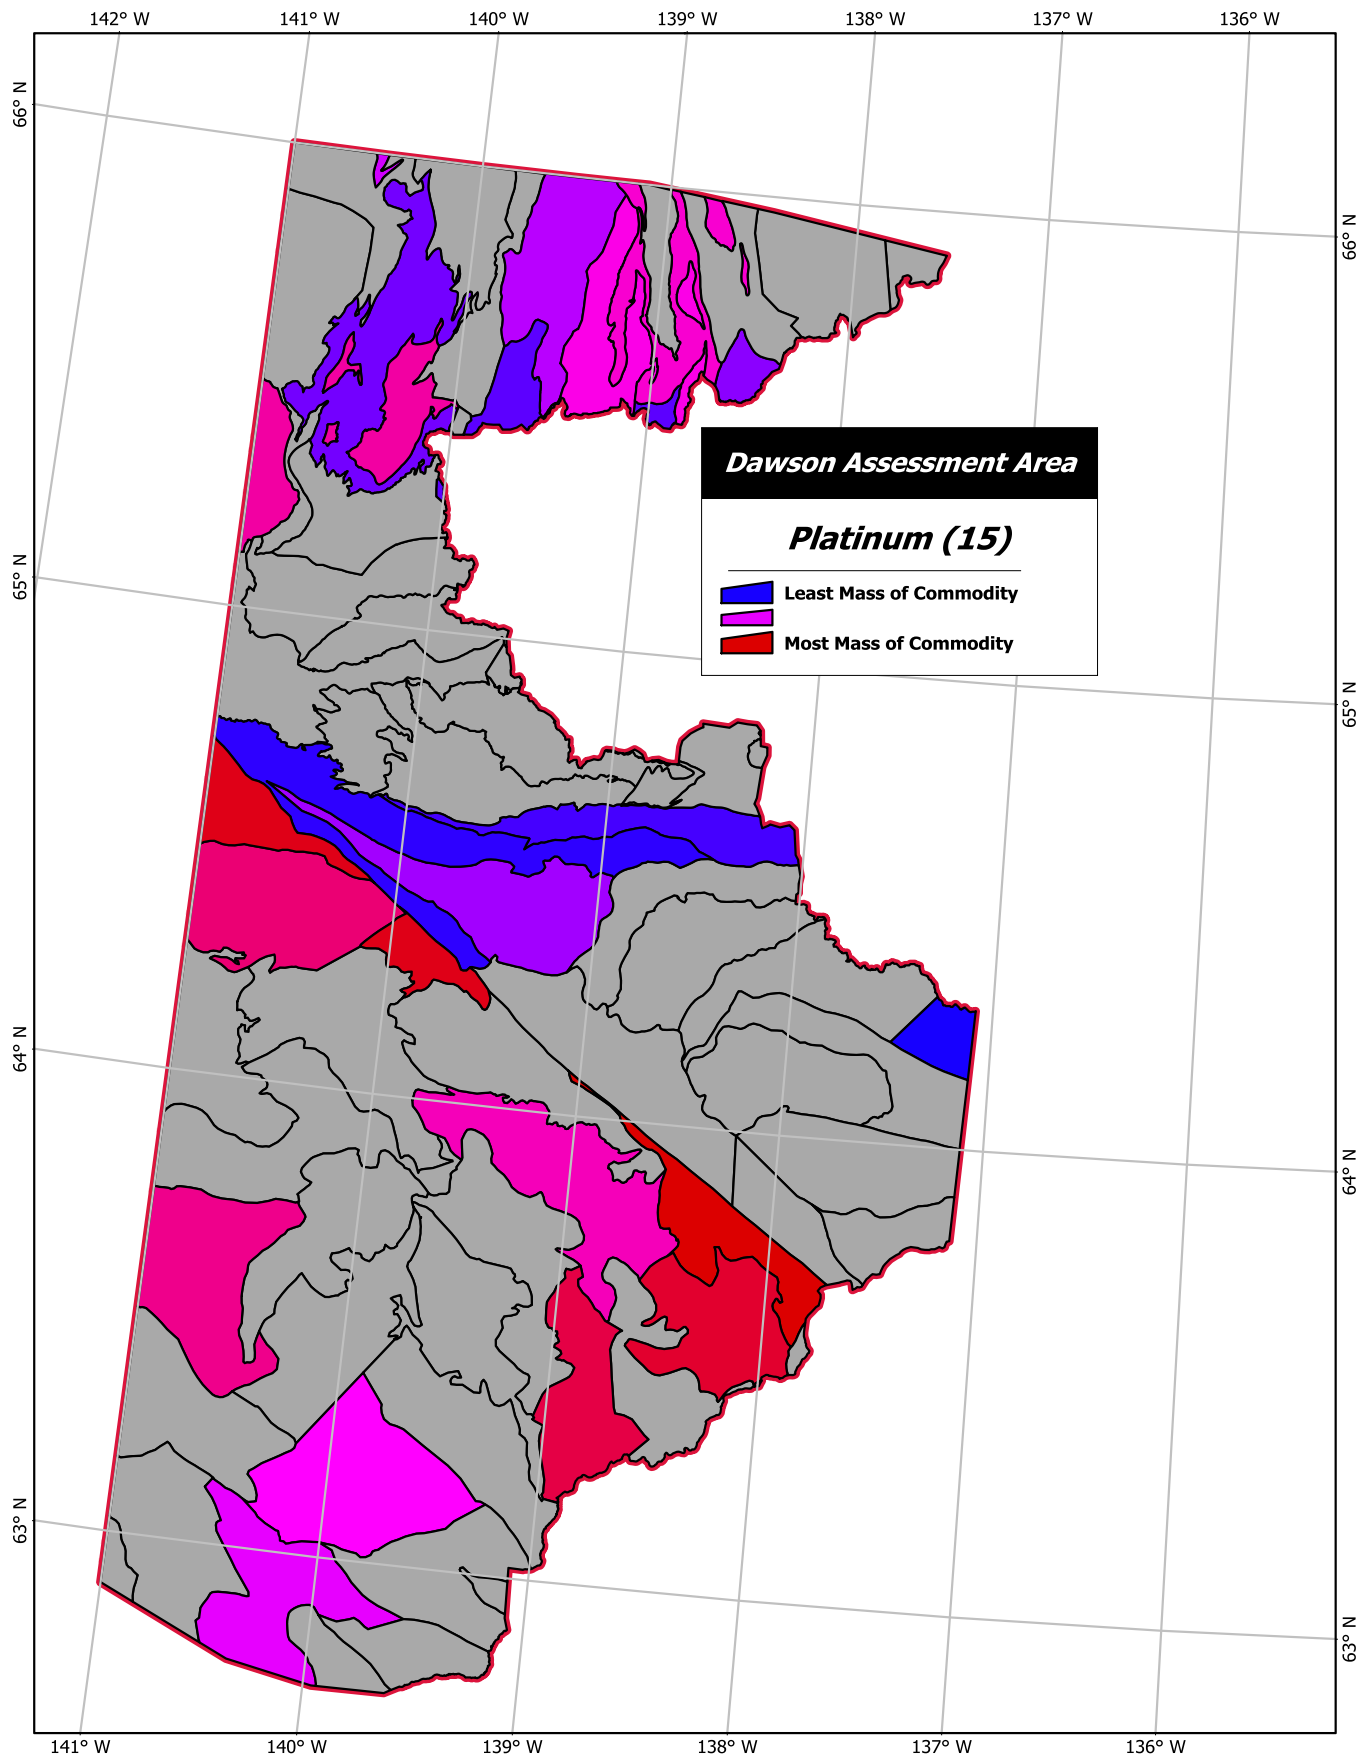 142° W 141° W 140° W 139° W 138° W 137° W 136° W
66° N
66° N
Dawson Assessment Area
Platinum (15)
65° N
Least Mass of Commodity
Most Mass of Commodity
65° N
64° N
64° N
63° N
63° N
141° W 140° W 139° W 138° W 137° W 136° W